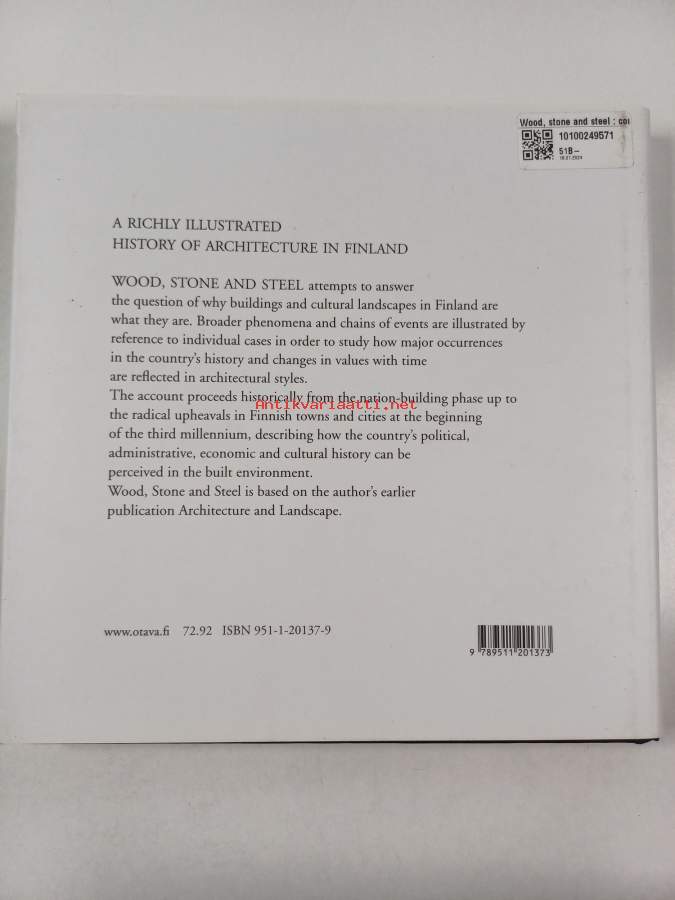 Wood, stone and steel : con
10100249571
51B–
18.01.2024
A RICHLY ILLUSTRATED
HISTORY OF ARCHITECTURE IN FINLAND
WOOD, STONE AND STEEL attempts to answer
the question of why buildings and cultural landscapes in Finland are
what they are. Broader phenomena and chains of events are illustrated by
reference to individual cases in order to study how major occurrences
in the country's history and changes in values with time
are reflected in architectural styles.
The account proceeds historically from the nation-building phase up to
Antikvariaatti.net
the radical upheavals in Finnish towns and cities at the beginning
of the third millennium, describing how the country's political,
administrative, economic and cultural history can be
perceived in the built environment.
Wood, Stone and Steel is based on the author's earlier
publication Architecture and Landscape.
www.otava.fi 72.92 ISBN 951-1-20137-9
9 789511 201373